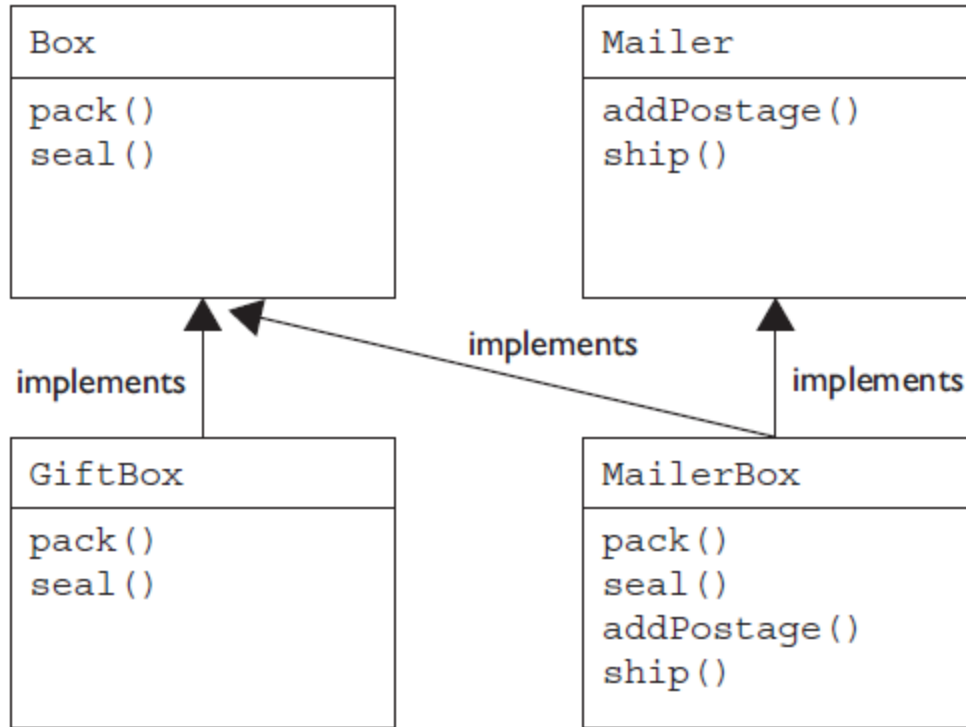 Box
pack()
seal()
Mailer
addPostage()
ship()
implements
implements
implements
GiftBox
pack()
seal()
MailerBox
pack()
seal()
addPostage()
ship()